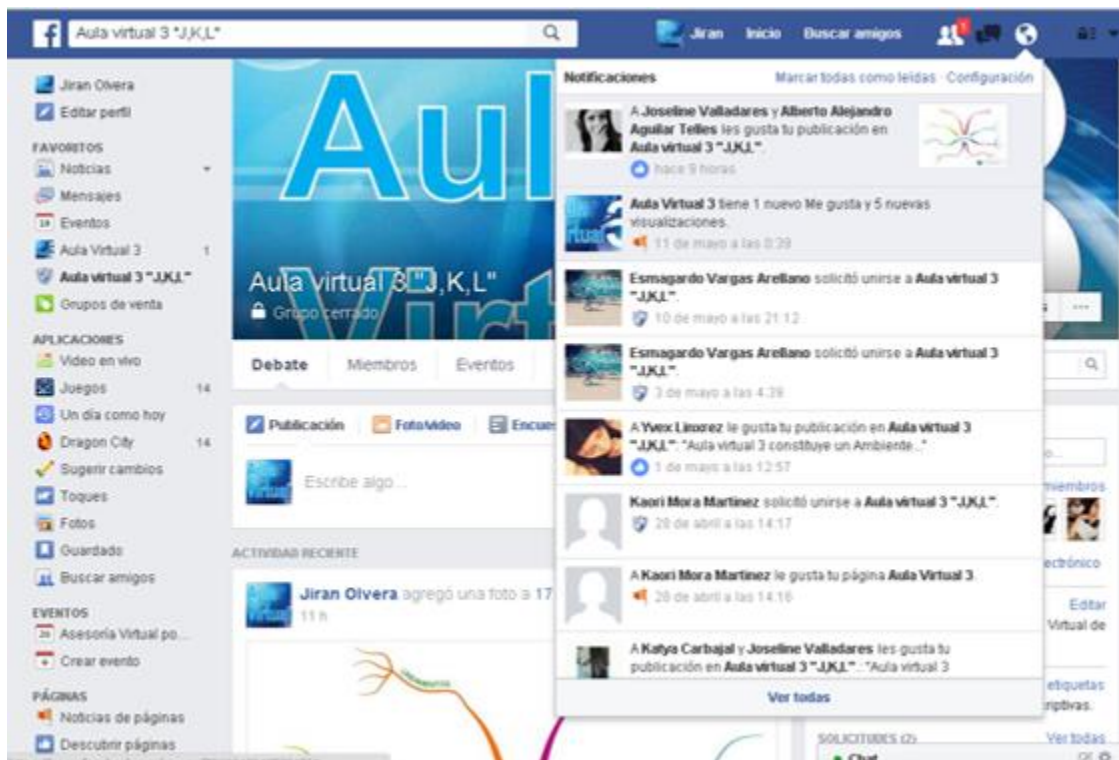 Aula virtual 3 "J,K,L"
Jiran
Inicio
Buscar amigos
1
Jiran Olvera
Editar perfil
FAVORITOS
Noticias
Mensajes
Eventos
Aula Virtual 3 1
Aula virtual 3 "J,K,L"
Grupos de venta
APLICACIONES
Video en vivo
Juegos 14
Un día como hoy
Dragon City 14
Sugerir cambios
Toques
Fotos
Guardado
Buscar amigos
EVENTOS
Asesoría Virtual po...
Crear evento
PÁGINAS
Noticias de páginas
Descubrir páginas
Aul
Virt
Aula virtual 3 "J,K,L"
Grupo cerrado
Debate Miembros Eventos
Publicación Foto/video Encues
Escribe algo...
ACTIVIDAD RECIENTE
Jiran Olvera agregó una foto a 17
11 h
Notificaciones Marcar todas como leídas · Configuración
A Joseline Valladares y Alberto Alejandro
Aguilar Telles les gusta tu publicación en
Aula virtual 3 "J,K,L".
hace 9 horas
Aula Virtual 3 tiene 1 nuevo Me gusta y 5 nuevas
visualizaciones.
11 de mayo a las 0:39
Esmagardo Vargas Arellano solicitó unirse a Aula virtual 3
"J,K,L".
10 de mayo a las 21:12
Esmagardo Vargas Arellano solicitó unirse a Aula virtual 3
"J,K,L".
3 de mayo a las 4:39
A Yvex Linxrez le gusta tu publicación en Aula virtual 3
"J,K,L": "Aula virtual 3 constituye un Ambiente..."
1 de mayo a las 12:57
Kaori Mora Martinez solicitó unirse a Aula virtual 3 "J,K,L".
28 de abril a las 14:17
A Kaori Mora Martinez le gusta tu página Aula Virtual 3.
28 de abril a las 14:16
A Katya Carbajal y Joseline Valladares les gusta tu
publicación en Aula virtual 3 "J,K,L": "Aula virtual 3
Ver todas
miembros
ectrónico
Editar
Virtual de
etiquetas
riptivas.
SOLICITUDES (2) Ver todas
Chat